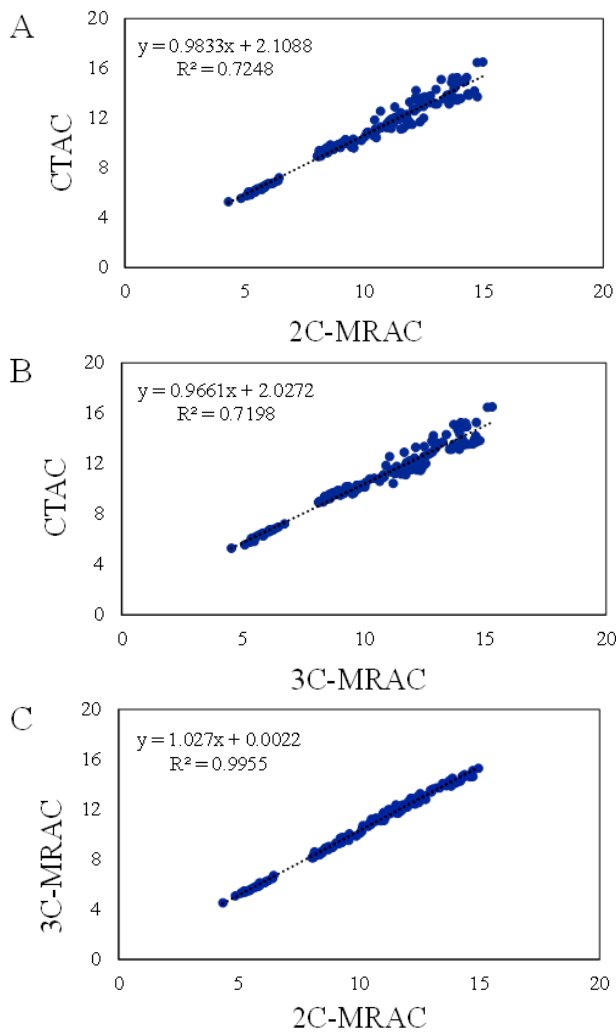 A
y = 0.9833x + 2.1088
R² = 0.7248
20
16
12
8
4
0
CTAC
0
5
10
15
20
2C-MRAC
B
y = 0.9661x + 2.0272
R² = 0.7198
20
16
12
8
4
0
CTAC
0
5
10
15
20
3C-MRAC
C
y = 1.027x + 0.0022
R² = 0.9955
20
16
12
8
4
0
3C-MRAC
0
5
10
15
20
2C-MRAC